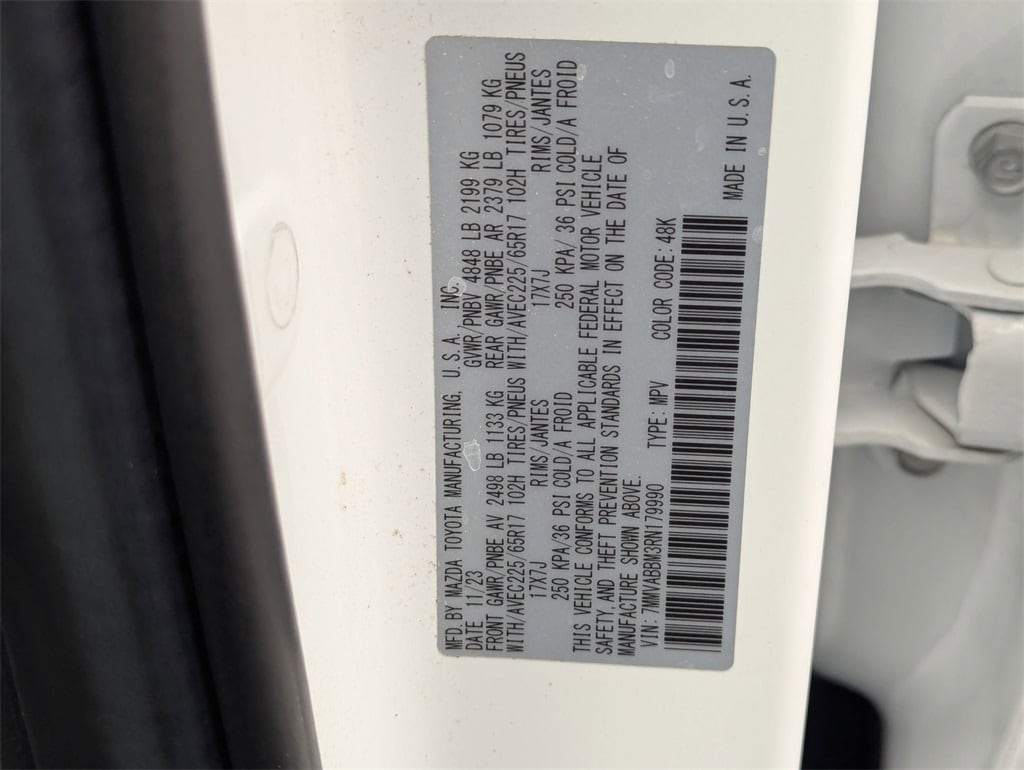 MFD. BY MAZDA TOYOTA MANUFACTURING, U. S. A. INC.
DATE 11/23 GVWR/PNBV 4848 LB 2199 KG
FRONT GAWR/PNBE AV 2498 LB 1133 KG REAR GAWR/PNBE AR 2379 LB 1079 KG
WITH/AVEC225/65R17 102H TIRES/PNEUS WITH/AVEC225/65R17 102H TIRES/PNEUS
17X7J RIMS/JANTES 17X7J RIMS/JANTES
250 KPA/36 PSI COLD/A FROID 250 KPA/ 36 PSI COLD/A FROID
THIS VEHICLE CONFORMS TO ALL APPLICABLE FEDERAL MOTOR VEHICLE
SAFETY, AND THEFT PREVENTION STANDARDS IN EFFECT ON THE DATE OF
MANUFACTURE SHOWN ABOVE.
VIN: 7MMVABBM3RN179990 TYPE: MPV COLOR CODE: 48K
MADE IN U. S. A.